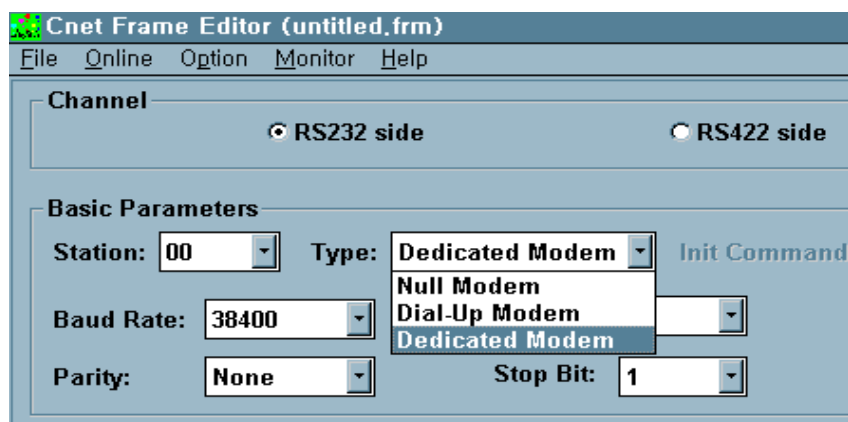 Cnet Frame Editor (untitled.frm)
File Online Option Monitor Help
Channel
RS232 side RS422 side
Basic Parameters
Station: 00 Type: Dedicated Modem Init Command
Null Modem
Baud Rate: 38400 Dial-Up Modem
Dedicated Modem
Parity: None Stop Bit: 1